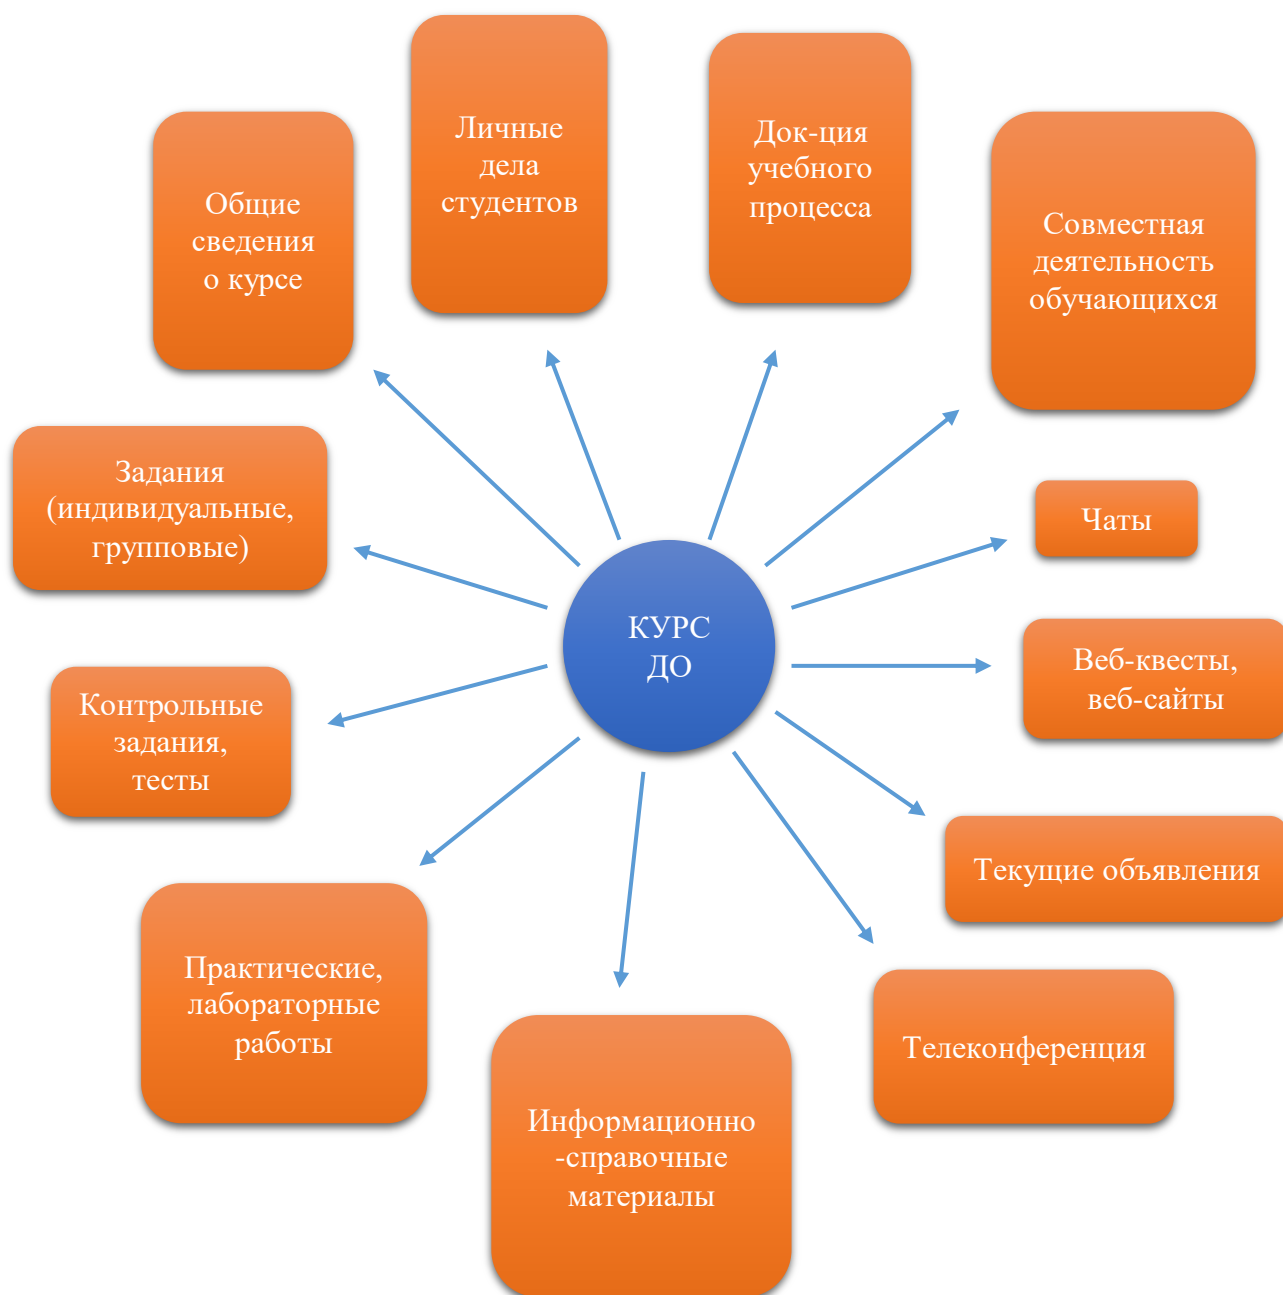 Личные
дела
студентов
Док-ция
учебного
процесса
Общие
сведения
о курсе
Совместная
деятельность
обучающихся
Задания
(индивидуальные,
групповые)
Чаты
КУРС
ДО
Веб-квесты,
веб-сайты
Контрольные
задания,
тесты
Текущие объявления
Практические,
лабораторные
работы
Телеконференция
Информационно
-справочные
материалы